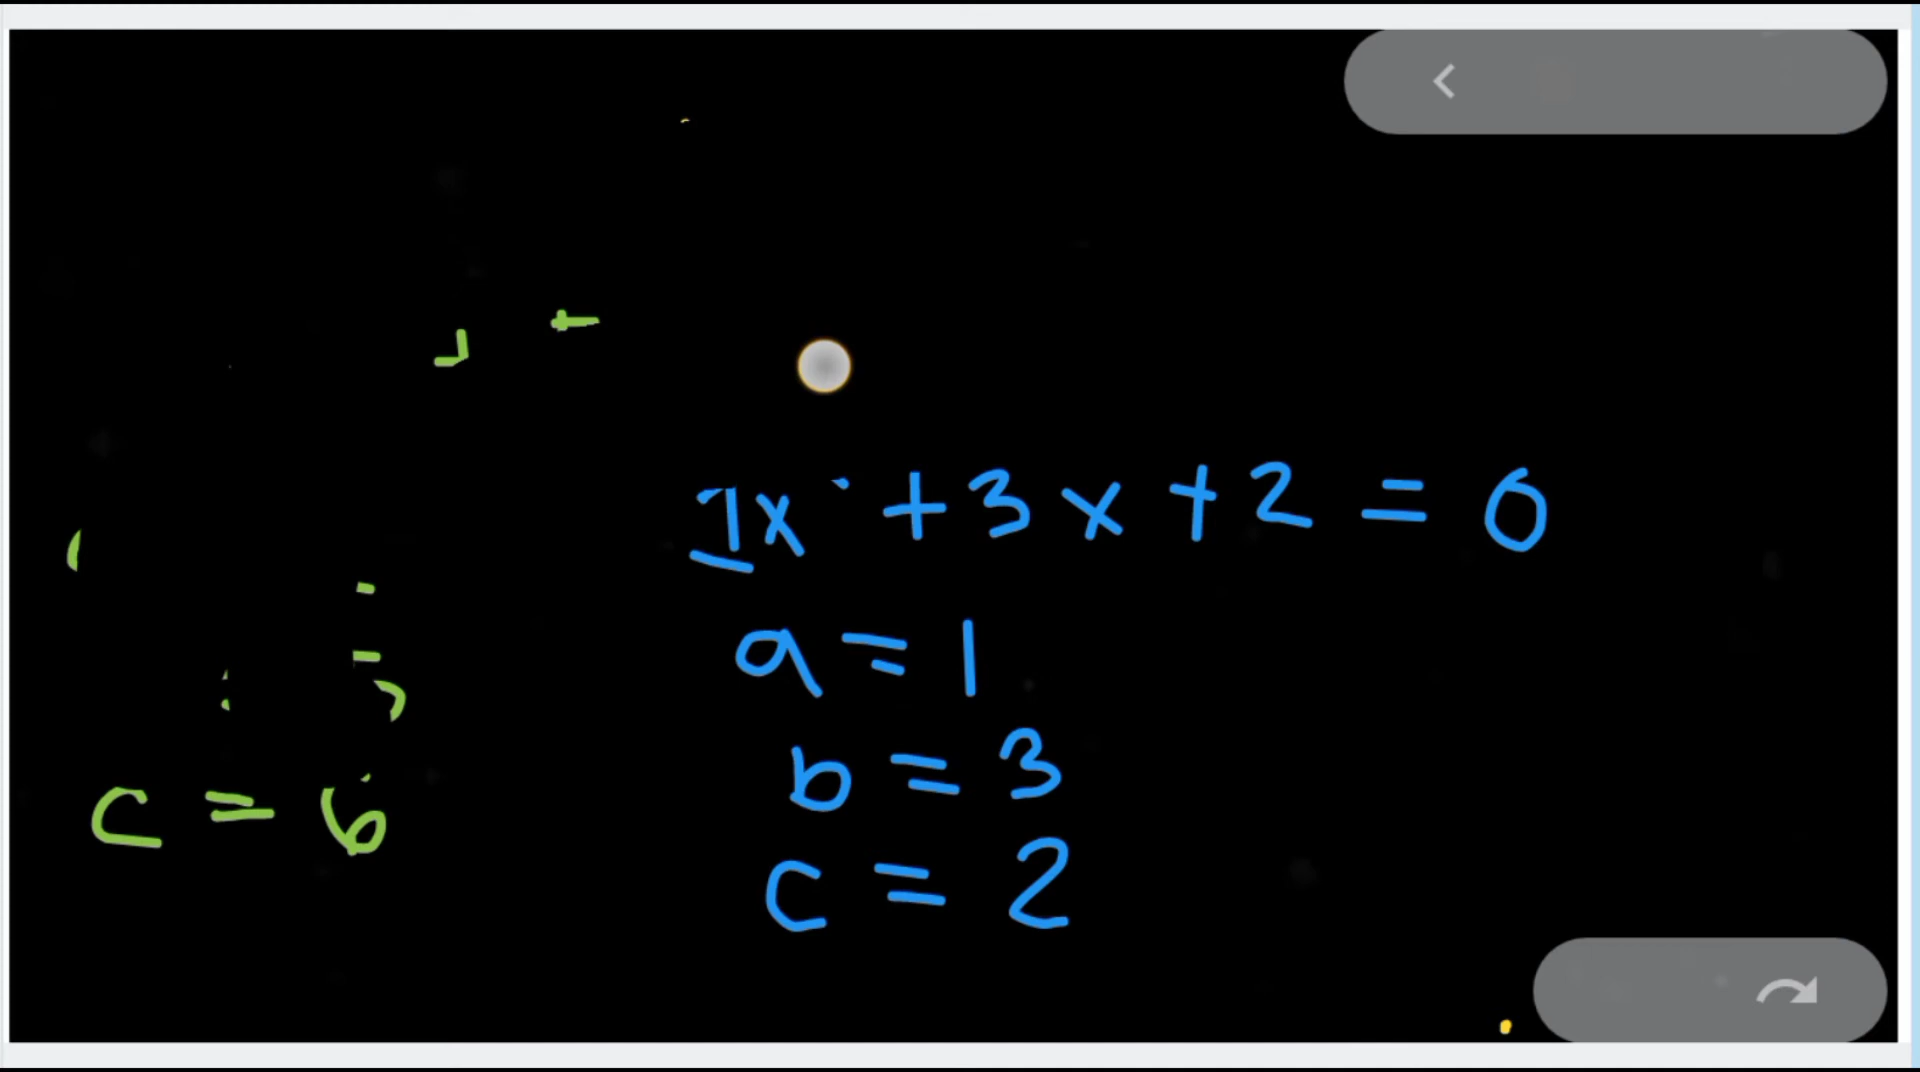 1x + 3x + 2 = 0
a = 1
b = 3
c = 6
c = 2